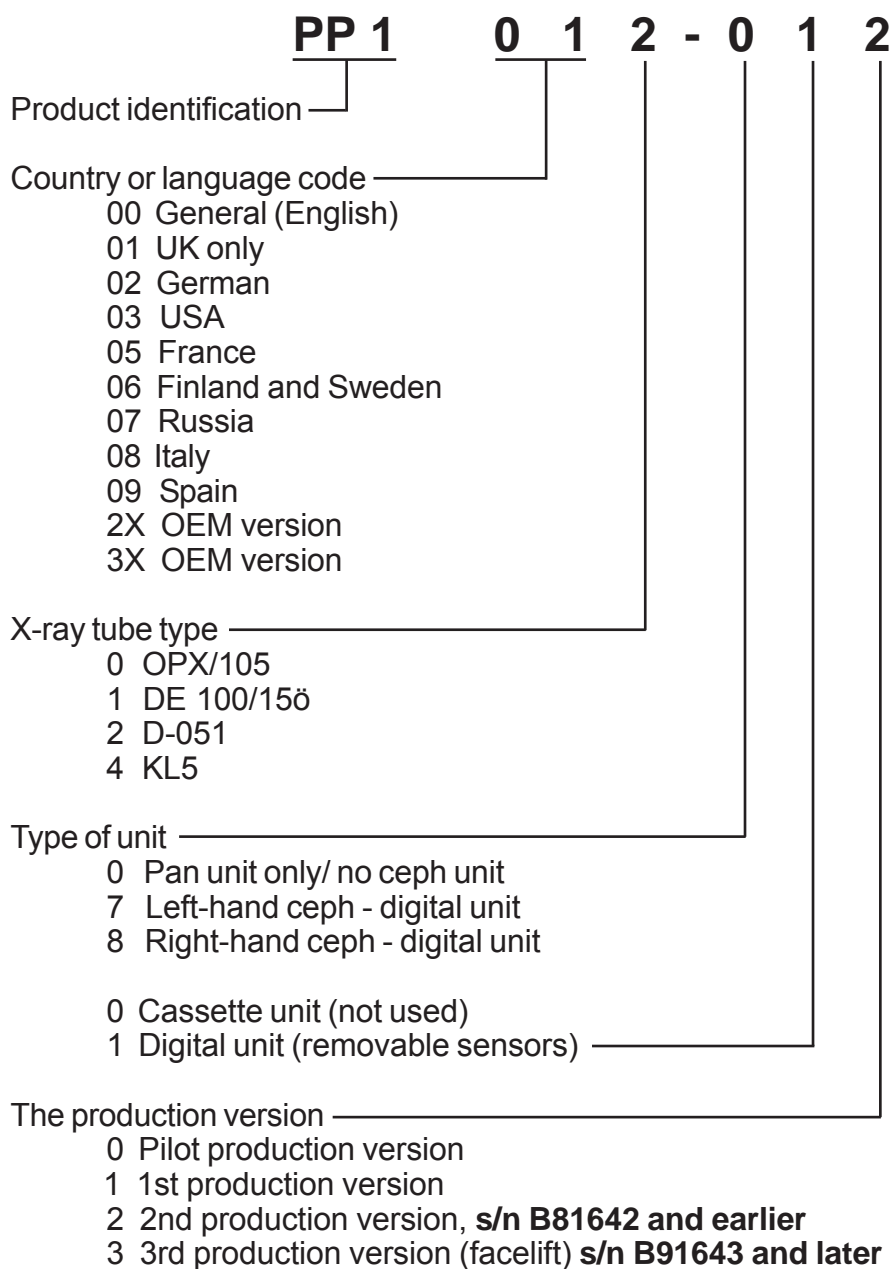 PP 1 0 1 2 - 0 1 2
Product identification
Country or language code
00 General (English)
01 UK only
02 German
03 USA
05 France
06 Finland and Sweden
07 Russia
08 Italy
09 Spain
2X OEM version
3X OEM version
X-ray tube type
0 OPX/105
1 DE 100/15ö
2 D-051
4 KL5
Type of unit
0 Pan unit only/ no ceph unit
7 Left-hand ceph - digital unit
8 Right-hand ceph - digital unit
0 Cassette unit (not used)
1 Digital unit (removable sensors)
The production version
0 Pilot production version
1 1st production version
2 2nd production version, s/n B81642 and earlier
3 3rd production version (facelift) s/n B91643 and later